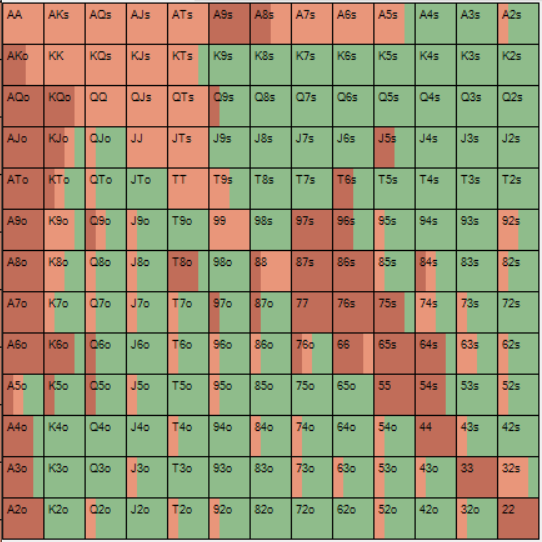 AA AKs AQs AJs ATs A9s A8s A7s A6s A5s A4s A3s A2s
AKo KK KQs KJs KTs K9s K8s K7s K6s K5s K4s K3s K2s
AQo KQo QQ QJs QTs Q9s Q8s Q7s Q6s Q5s Q4s Q3s Q2s
AJo KJo QJo JJ JTs J9s J8s J7s J6s J5s J4s J3s J2s
ATo KTo QTo JTo TT T9s T8s T7s T6s T5s T4s T3s T2s
A9o K9o Q9o J9o T9o 99 98s 97s 96s 95s 94s 93s 92s
A8o K8o Q8o J8o T8o 98o 88 87s 86s 85s 84s 83s 82s
A7o K7o Q7o J7o T7o 97o 87o 77 76s 75s 74s 73s 72s
A6o K6o Q6o J6o T6o 96o 86o 76o 66 65s 64s 63s 62s
A5o K5o Q5o J5o T5o 95o 85o 75o 65o 55 54s 53s 52s
A4o K4o Q4o J4o T4o 94o 84o 74o 64o 54o 44 43s 42s
A3o K3o Q3o J3o T3o 93o 83o 73o 63o 53o 43o 33 32s
A2o K2o Q2o J2o T2o 92o 82o 72o 62o 52o 42o 32o 22